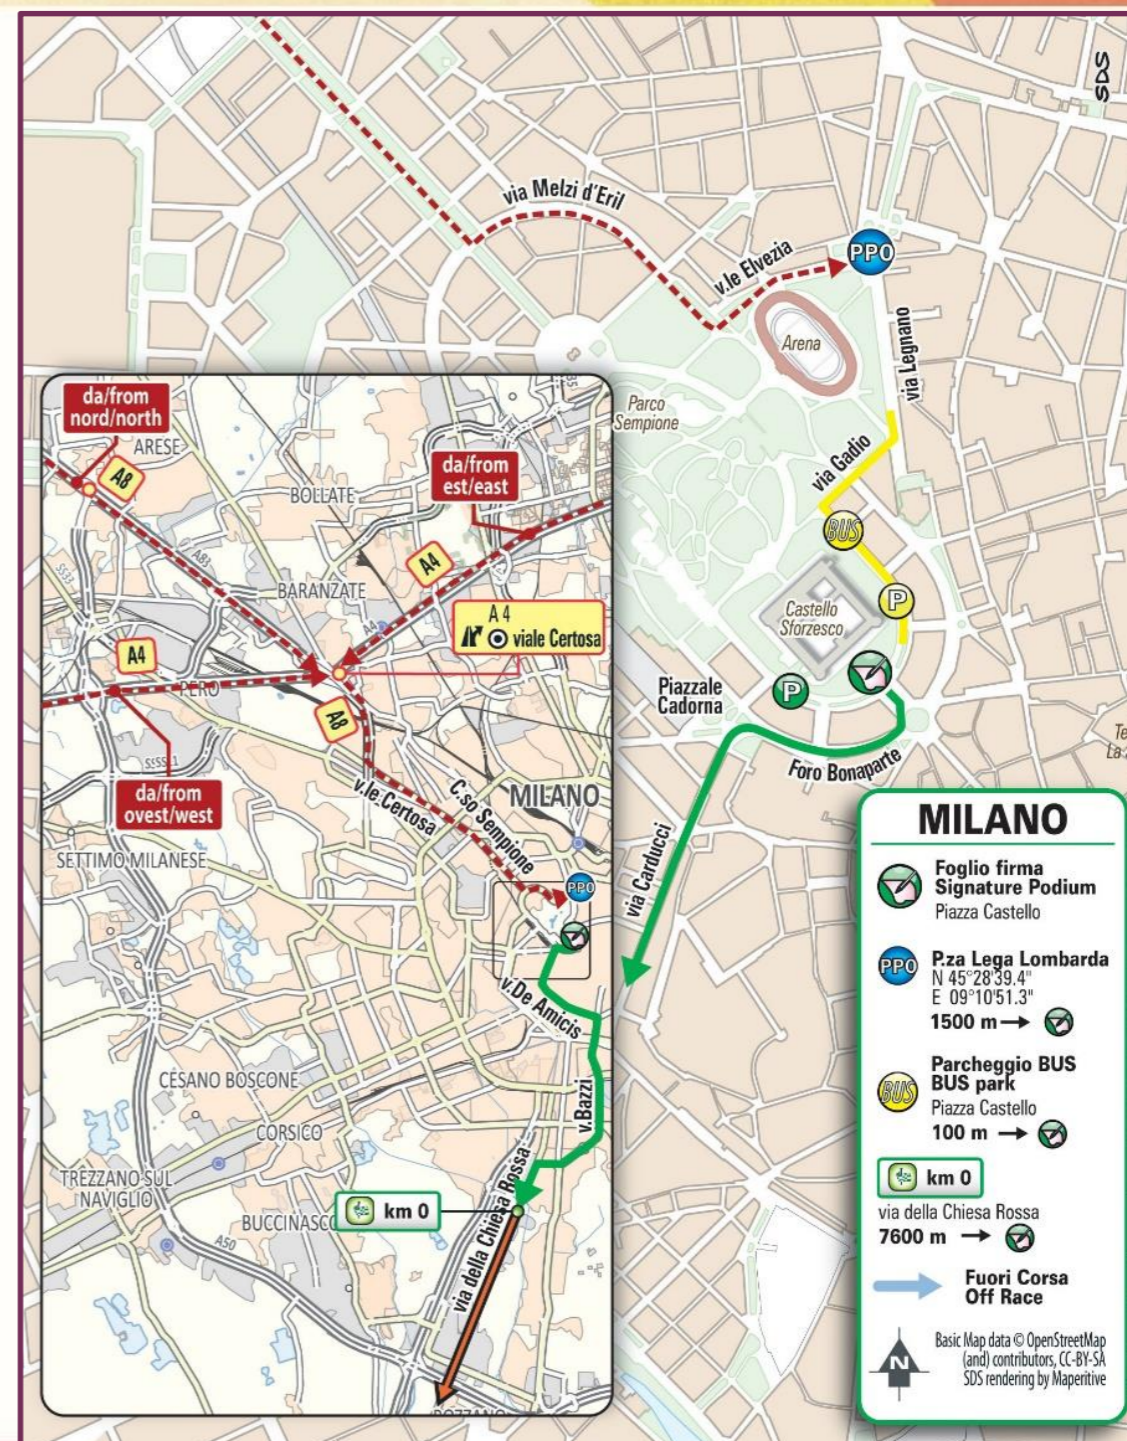 SDS
via Melzi d'Eril
v.le Elvezia
PPO
Arena
via Legnano
Parco
Sempione
via Gadio
BUS
P
Castello
Sforzesco
P
Piazzale
Cadorna
Foro Bonaparte
via Carducci
da/from
nord/north
ARESE
A8
BOLLATE
da/from
est/east
A83
SS33
A4
BARANZATE
A4
A 4
viale Certosa
A4
PERO
A8
SS11
da/from
ovest/west
v.le.Certosa
C.so Sempione
MILANO
SETTIMO MILANESE
PPO
v.De Amicis
v.Bazzi
CESANO BOSCONE
CORSICO
TREZZANO SUL
NAVIGLIO
BUCCINASCO
km 0
A50
via della Chiesa Rossa
ROZZANO
MILANO
Foglio firma
Signature Podium
Piazza Castello
PPO
P.za Lega Lombarda
N 45°28'39.4"
E 09°10'51.3"
1500 m →
Parcheggio BUS
BUS park
BUS
Piazza Castello
100 m →
km 0
via della Chiesa Rossa
7600 m →
Fuori Corsa
Off Race
N
Basic Map data © OpenStreetMap
(and) contributors, CC-BY-SA
SDS rendering by Maperitive